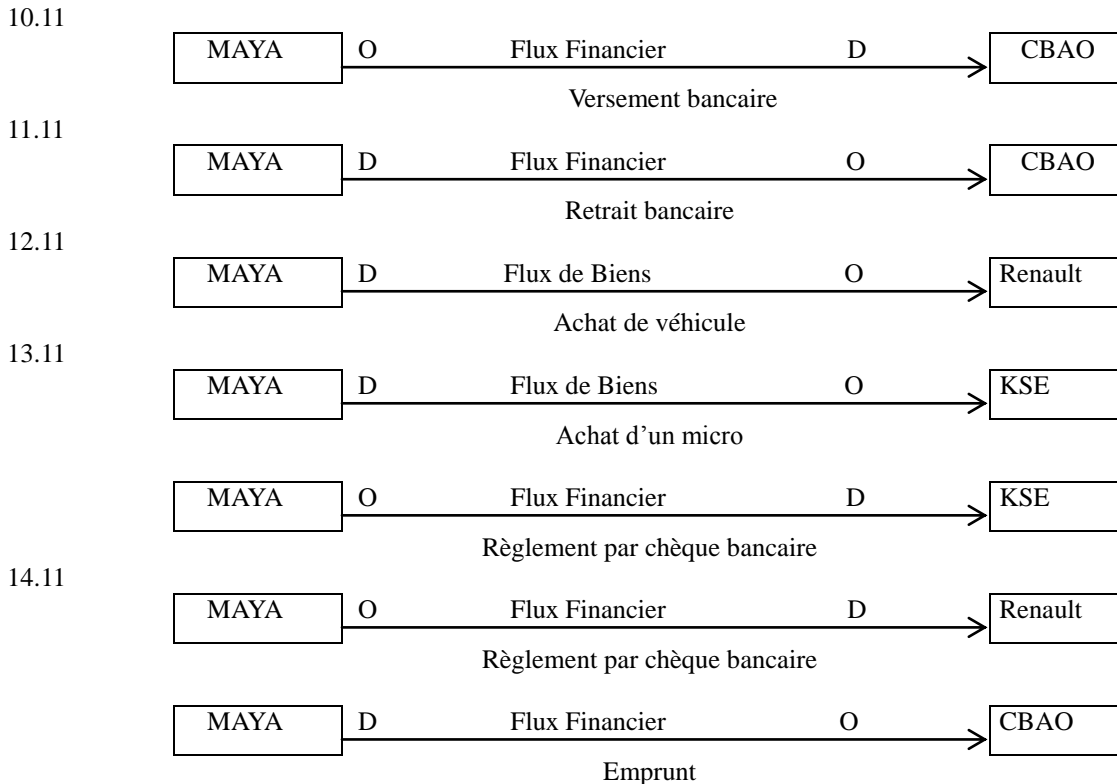 10.11
MAYA O Flux Financier D CBAO
Versement bancaire
11.11
MAYA D Flux Financier O CBAO
Retrait bancaire
12.11
MAYA D Flux de Biens O Renault
Achat de véhicule
13.11
MAYA D Flux de Biens O KSE
Achat d'un micro
MAYA O Flux Financier D KSE
Règlement par chèque bancaire
14.11
MAYA O Flux Financier D Renault
Règlement par chèque bancaire
MAYA D Flux Financier O CBAO
Emprunt